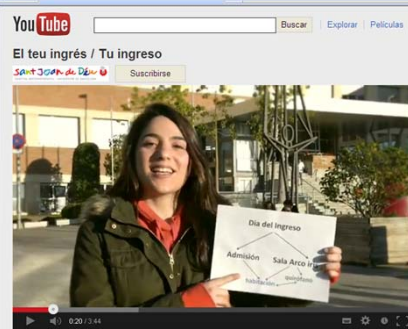 YouTube
Buscar
Explorar
Películas
El teu ingrés / Tu ingreso
Sant Joan de Déu
Suscribirse
Día del Ingreso
Admisión
Sala Arco iris
habitación
quirófano
0:20 / 3:44